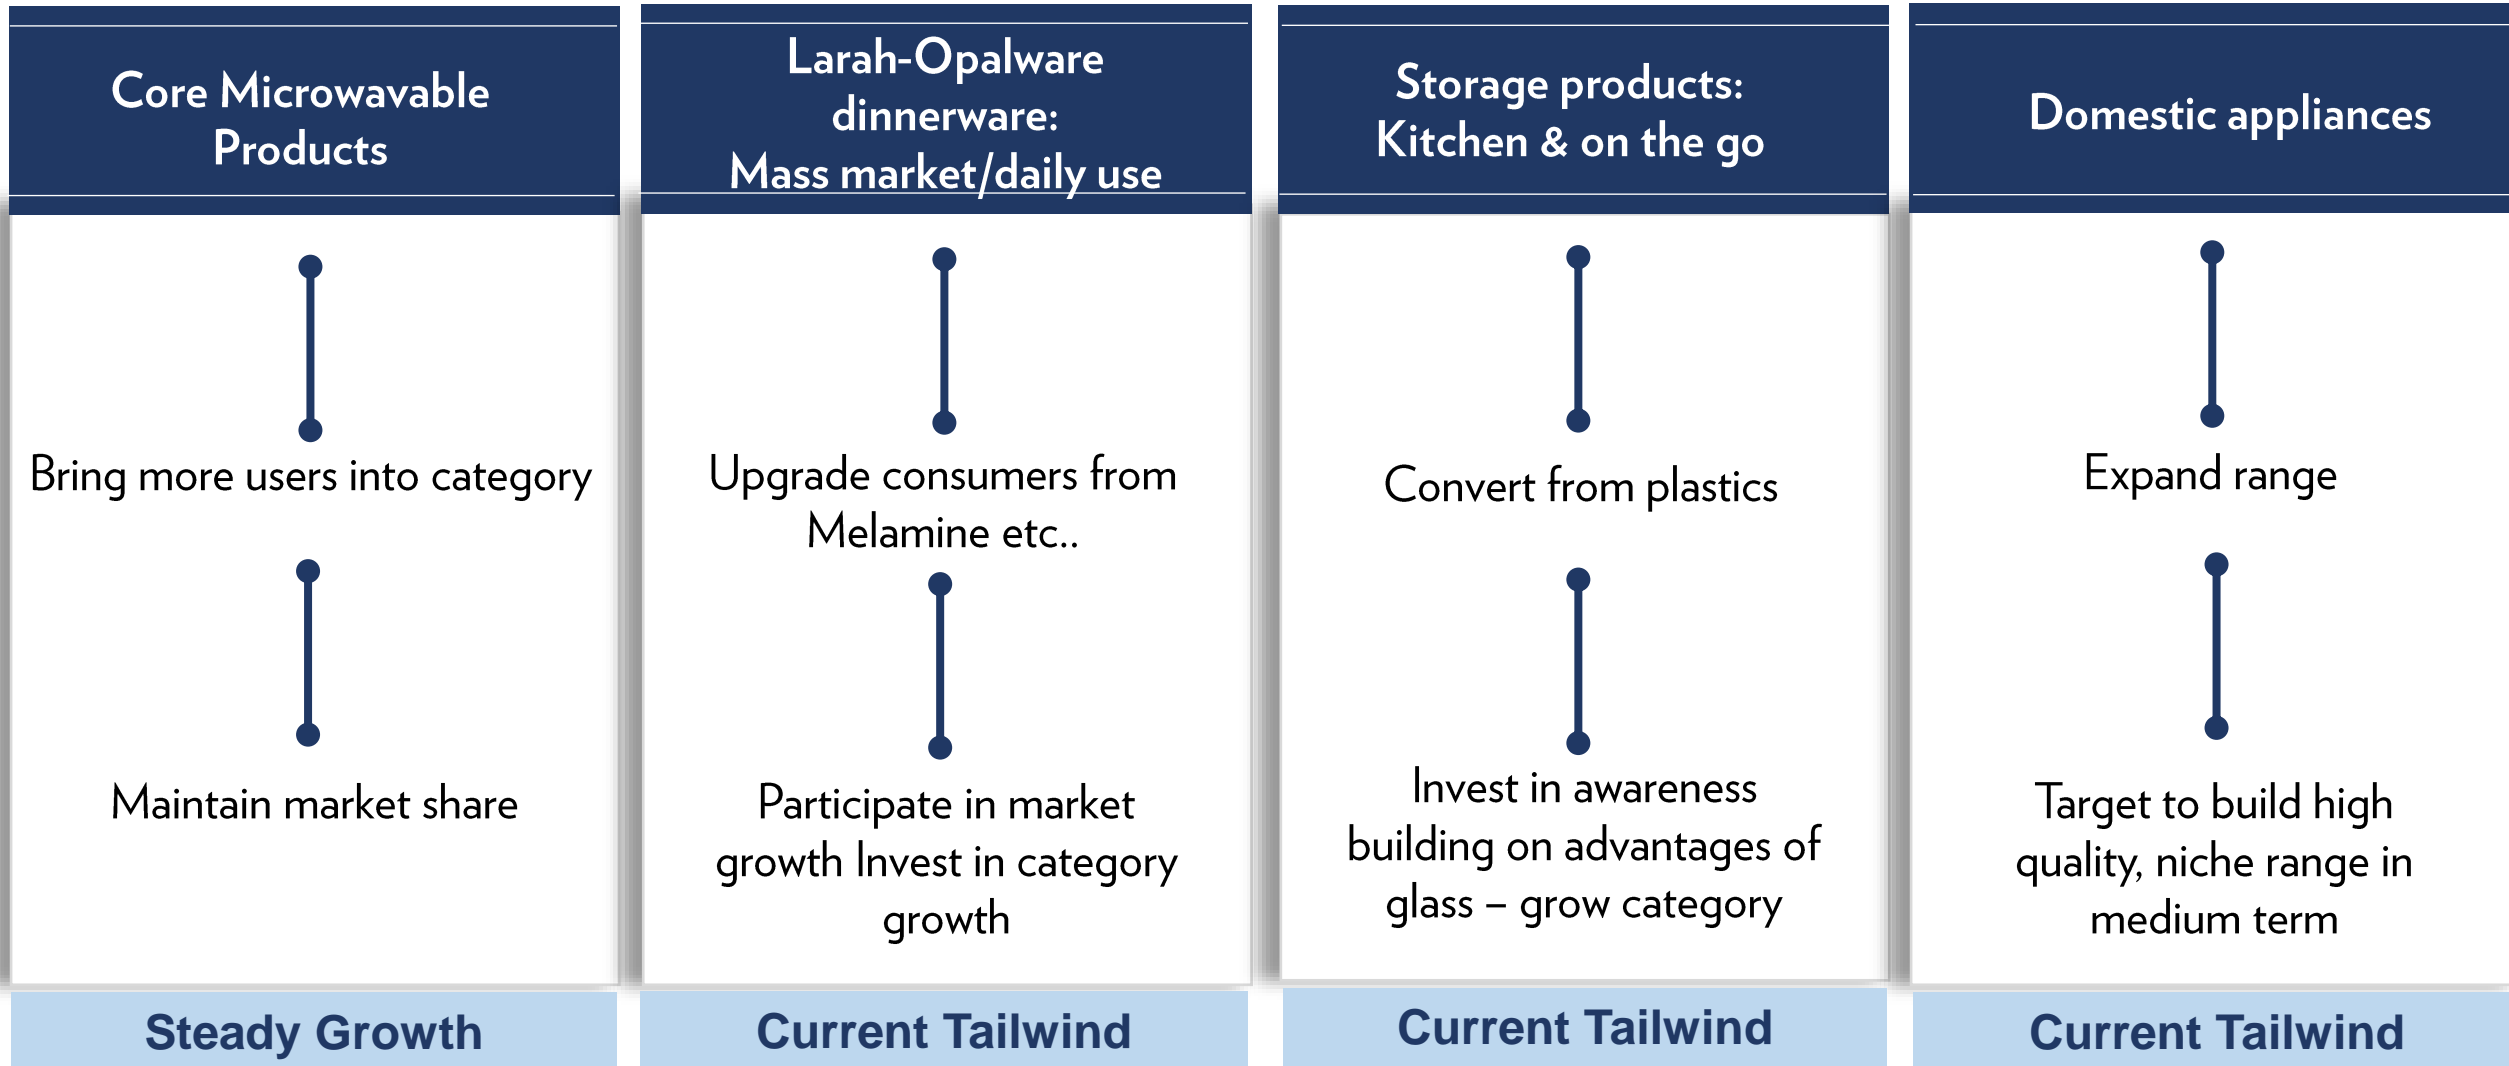 Core Microwavable
Products
Bring more users into category
Maintain market share
Steady Growth
Larah-Opalware
dinnerware:
Mass market/daily use
Upgrade consumers from
Melamine etc..
Participate in market
growth Invest in category
growth
Current Tailwind
Storage products:
Kitchen & on the go
Convert from plastics
Invest in awareness
building on advantages of
glass – grow category
Current Tailwind
Domestic appliances
Expand range
Target to build high
quality, niche range in
medium term
Current Tailwind